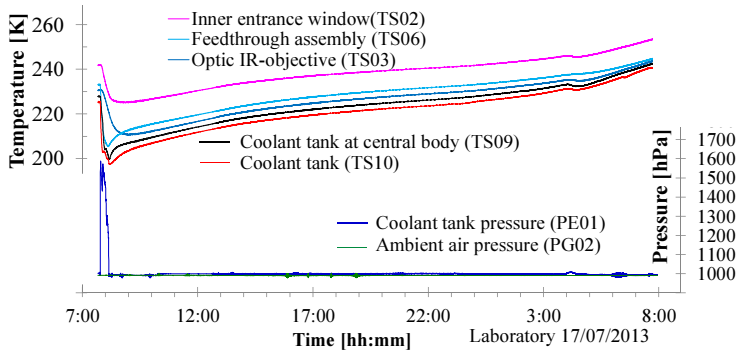 Temperature [K]
260
240
220
200
Inner entrance window(TS02)
Feedthrough assembly (TS06)
Optic IR-objective (TS03)
Coolant tank at central body (TS09)
Coolant tank (TS10)
Coolant tank pressure (PE01)
Ambient air pressure (PG02)
Pressure [hPa]
1700
1600
1500
1400
1300
1200
1100
1000
7:00 12:00 17:00 22:00 3:00 8:00
Time [hh:mm]
Laboratory 17/07/2013